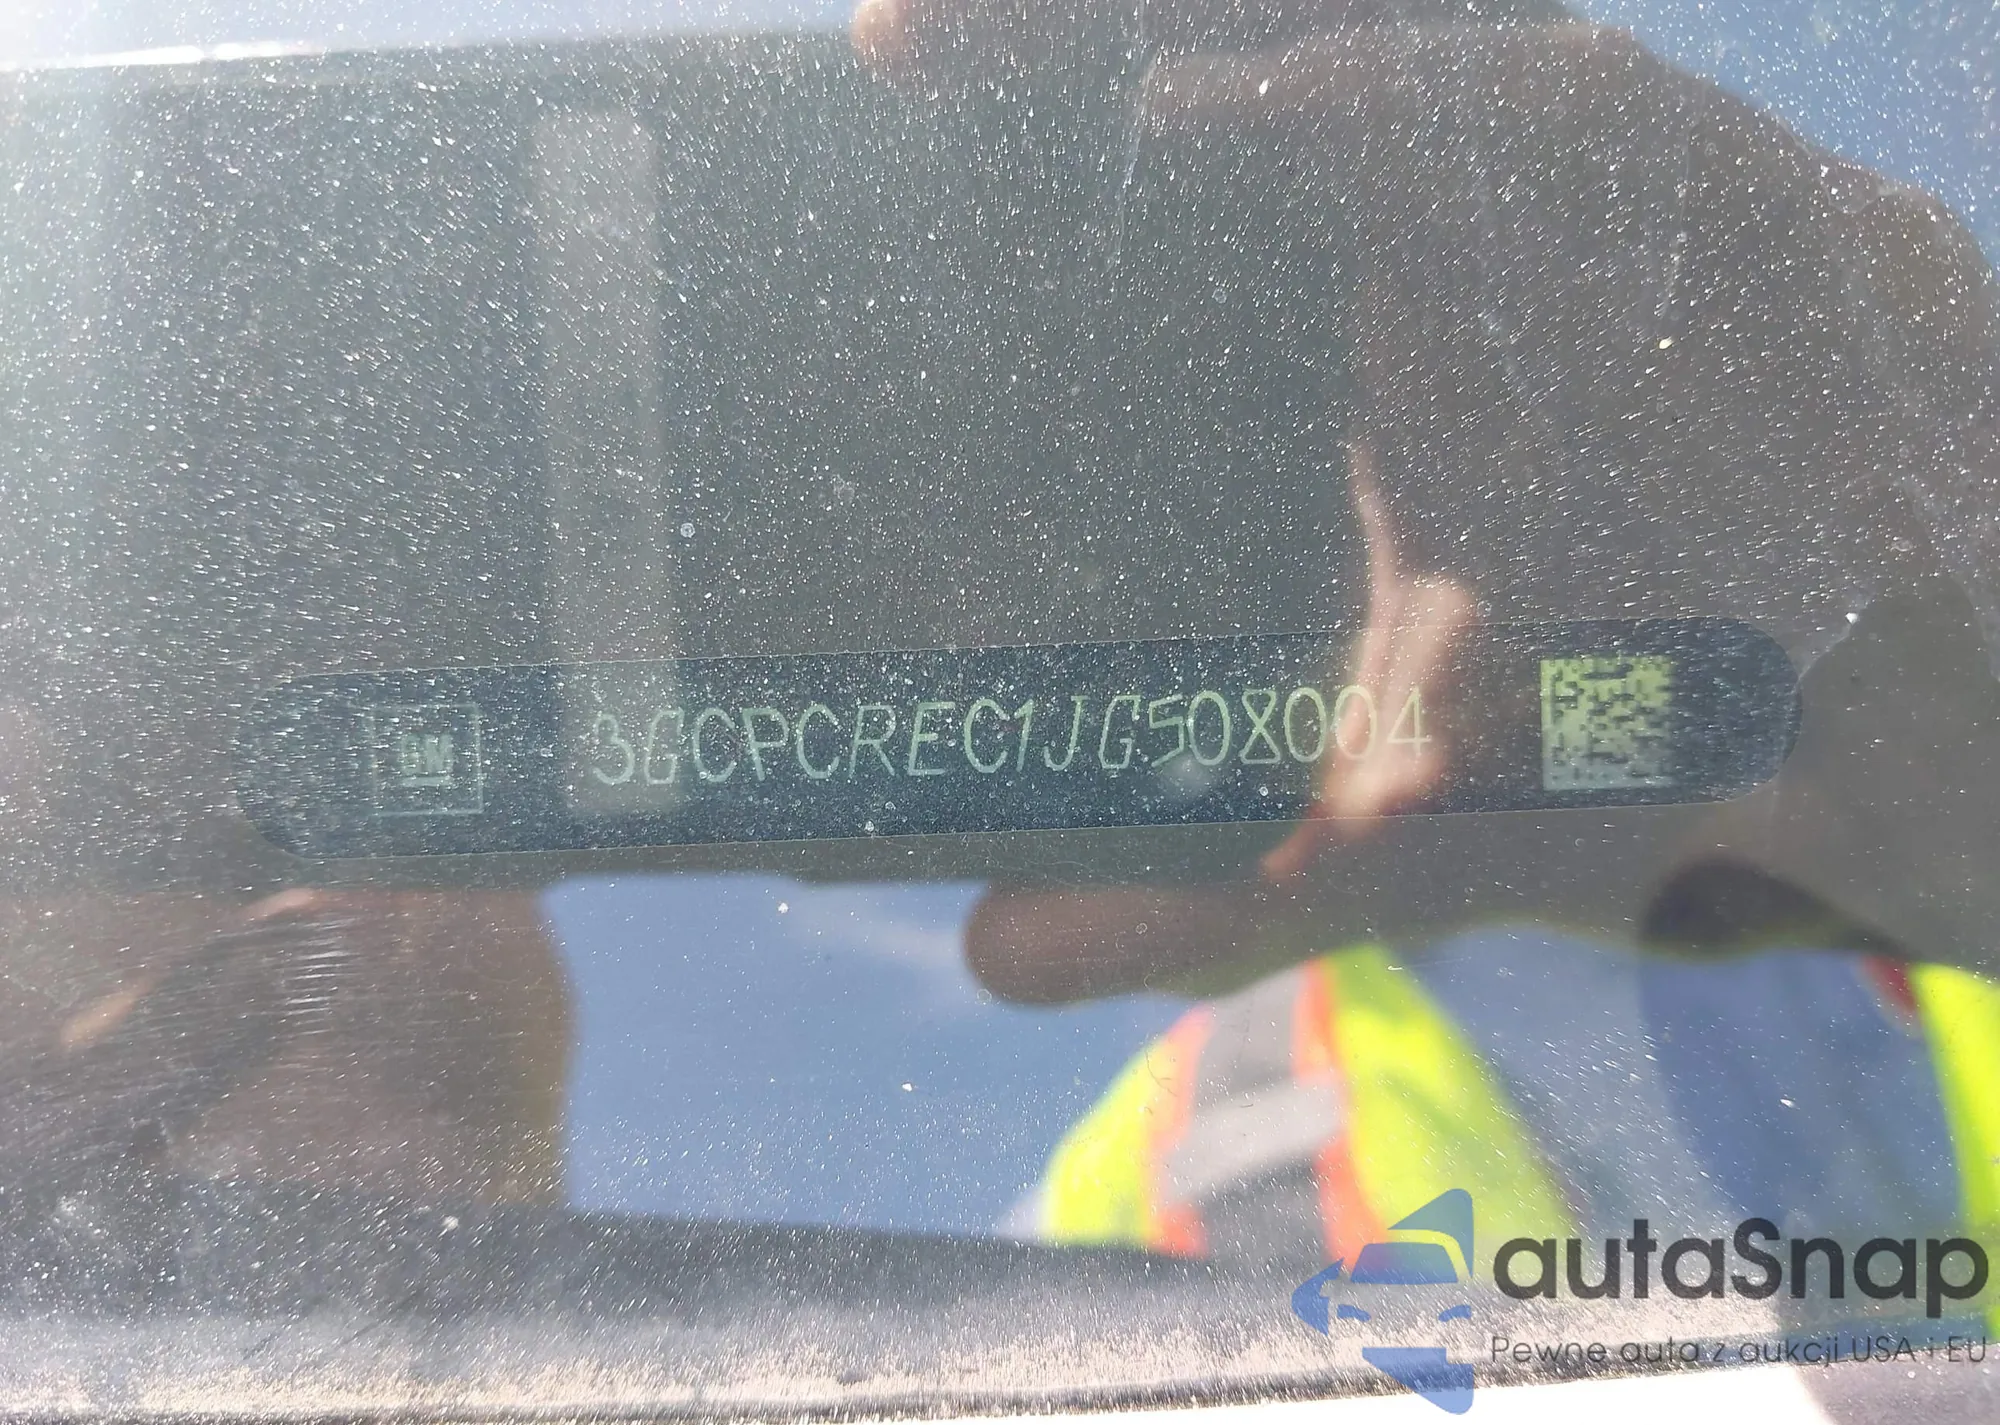 GM 3GCPCREC1JG508004
autaSnap
Pewne auta z aukcji USA i EU